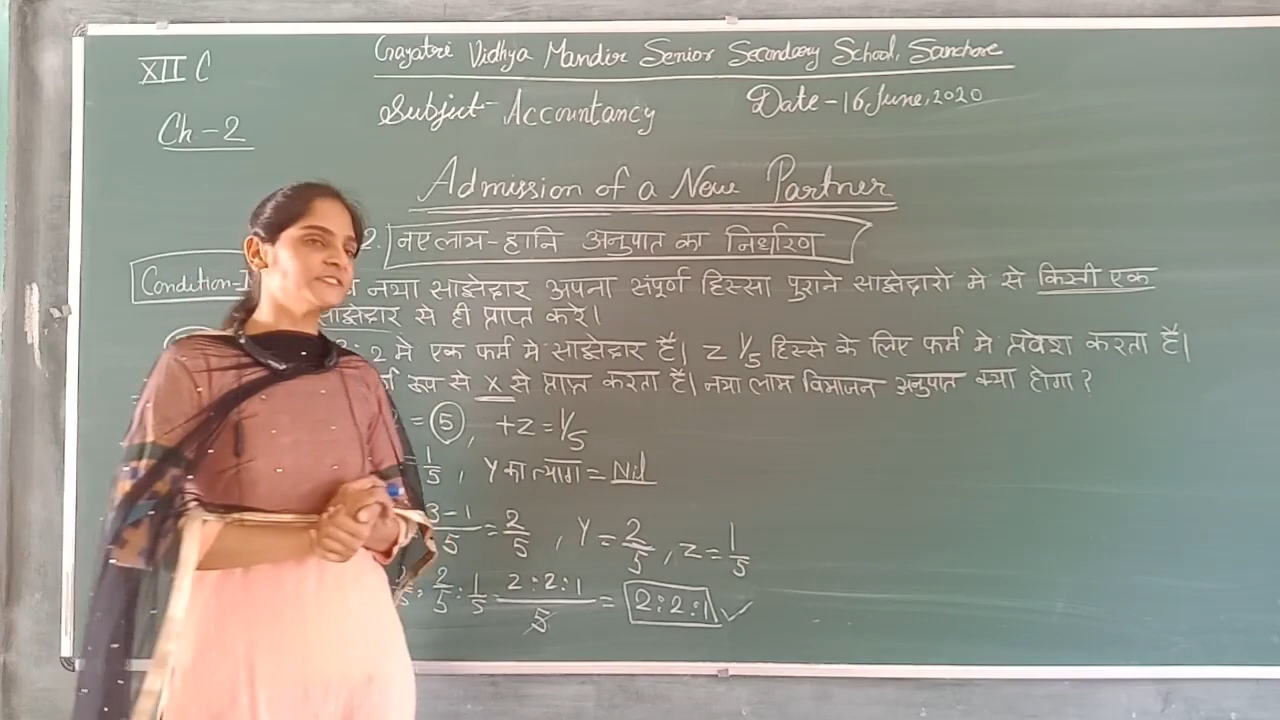 XII C
Ch-2
Gayatri Vidhya Mandir Senior Secondary School, Sanchore
Subject-Accountancy Date-16 June, 2020
Admission of a New Partner
2. नए लाभ-हानि अनुपात का निर्धारण
Condition- नया साझेदार अपना संपूर्ण हिस्सा पुराने साझेदारो मे से किसी एक
साझेदार से ही प्राप्त करे।
: 2 मे एक फर्म मे साझेदार हैं। Z 1/5 हिस्से के लिए फर्म मे प्रवेश करता हैं।
रूप से X से प्राप्त करता हैं। नया लाभ विभाजन अनुपात क्या होगा ?
= 5, +Z = 1/5
= 1/5, Y का त्याग = Nil
3-1/5 = 2/5, Y = 2/5, Z = 1/5
: 2/5 : 1/5 = 2:2:1/5 = 2:2:1 ✓